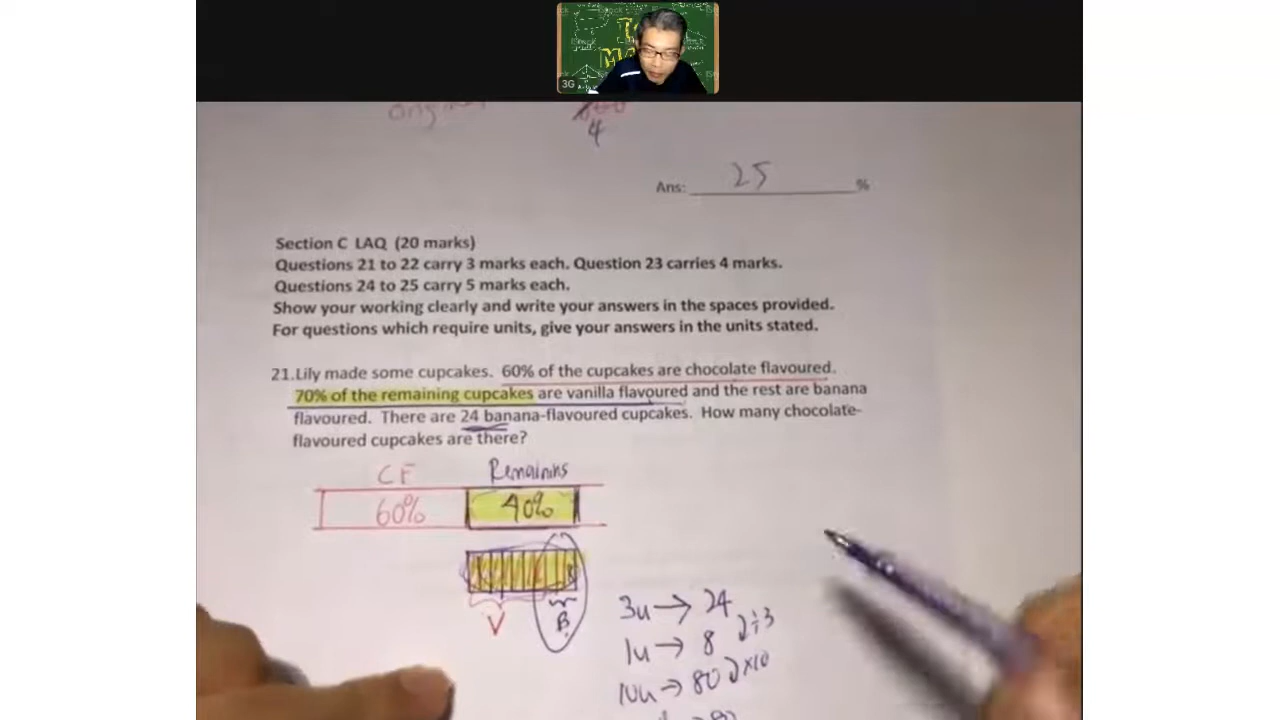 3G
4
Ans: 25 %
Section C LAQ (20 marks)
Questions 21 to 22 carry 3 marks each. Question 23 carries 4 marks.
Questions 24 to 25 carry 5 marks each.
Show your working clearly and write your answers in the spaces provided.
For questions which require units, give your answers in the units stated.
21.Lily made some cupcakes. 60% of the cupcakes are chocolate flavoured.
70% of the remaining cupcakes are vanilla flavoured and the rest are banana
flavoured. There are 24 banana-flavoured cupcakes. How many chocolate-
flavoured cupcakes are there?
CF Remaining
60% 40%
V B
3u → 24
÷3
1u → 8
×10
10u → 80